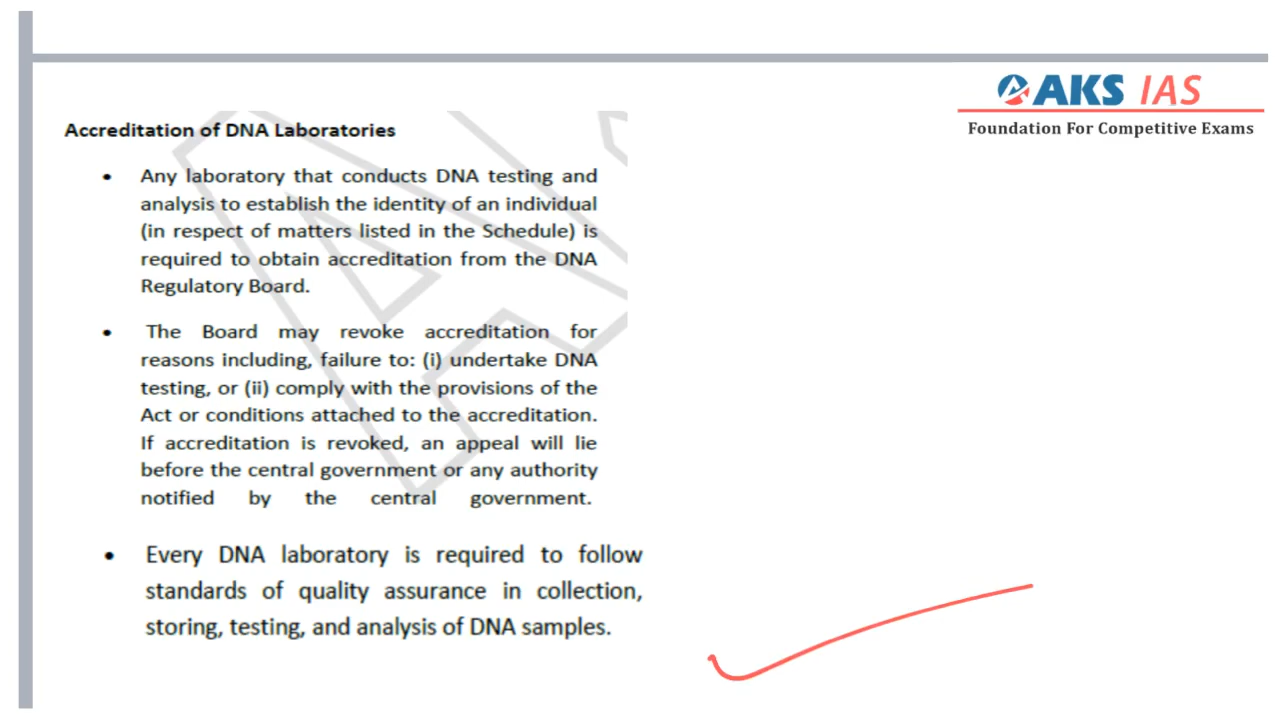 AKS IAS
Foundation For Competitive Exams
Accreditation of DNA Laboratories
• Any laboratory that conducts DNA testing and
analysis to establish the identity of an individual
(in respect of matters listed in the Schedule) is
required to obtain accreditation from the DNA
Regulatory Board.
• The Board may revoke accreditation for
reasons including, failure to: (i) undertake DNA
testing, or (ii) comply with the provisions of the
Act or conditions attached to the accreditation.
If accreditation is revoked, an appeal will lie
before the central government or any authority
notified by the central government.
• Every DNA laboratory is required to follow
standards of quality assurance in collection,
storing, testing, and analysis of DNA samples.